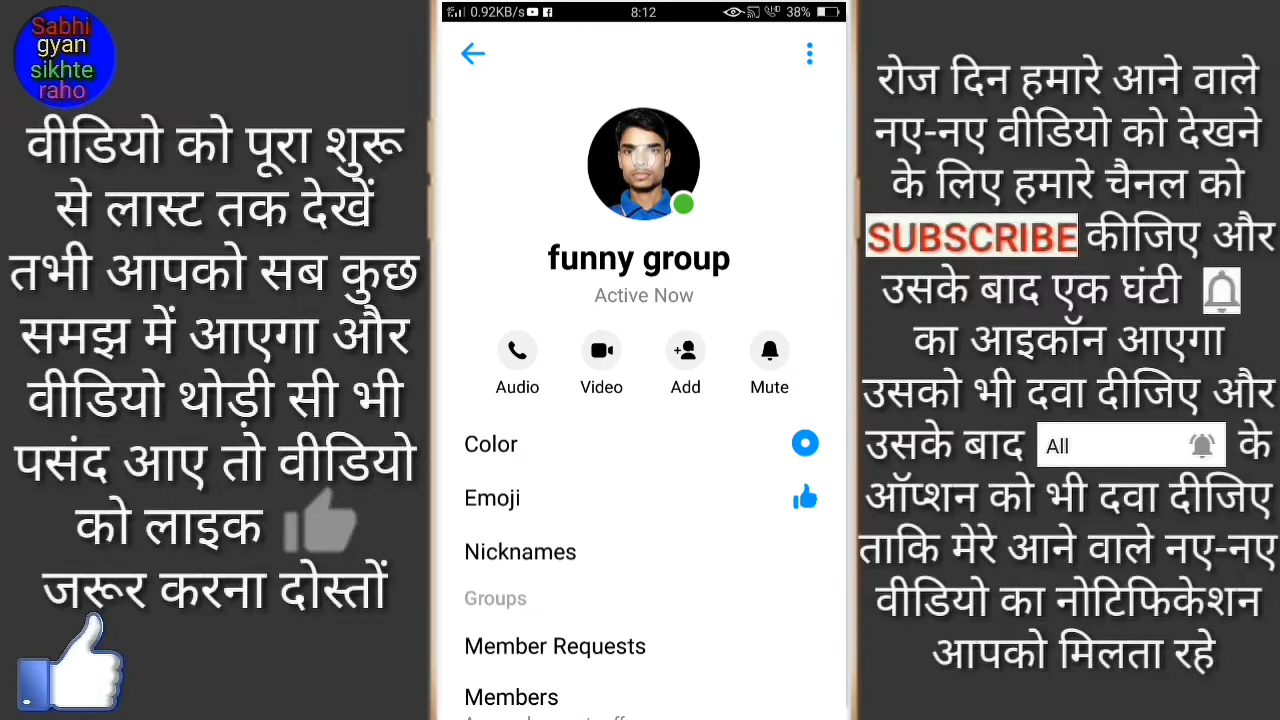 Sabhi
gyan
sikhte
raho
वीडियो को पूरा शुरू
से लास्ट तक देखें
तभी आपको सब कुछ
समझ में आएगा और
वीडियो थोड़ी सी भी
पसंद आए तो वीडियो
को लाइक
जरूर करना दोस्तों
0.92KB/s
8:12
38%
funny group
Active Now
Audio Video Add Mute
Color
Emoji
Nicknames
Groups
Member Requests
Members
रोज दिन हमारे आने वाले
नए-नए वीडियो को देखने
के लिए हमारे चैनल को
SUBSCRIBE कीजिए और
उसके बाद एक घंटी
का आइकॉन आएगा
उसको भी दवा दीजिए और
उसके बाद All के
ऑप्शन को भी दवा दीजिए
ताकि मेरे आने वाले नए-नए
वीडियो का नोटिफिकेशन
आपको मिलता रहे